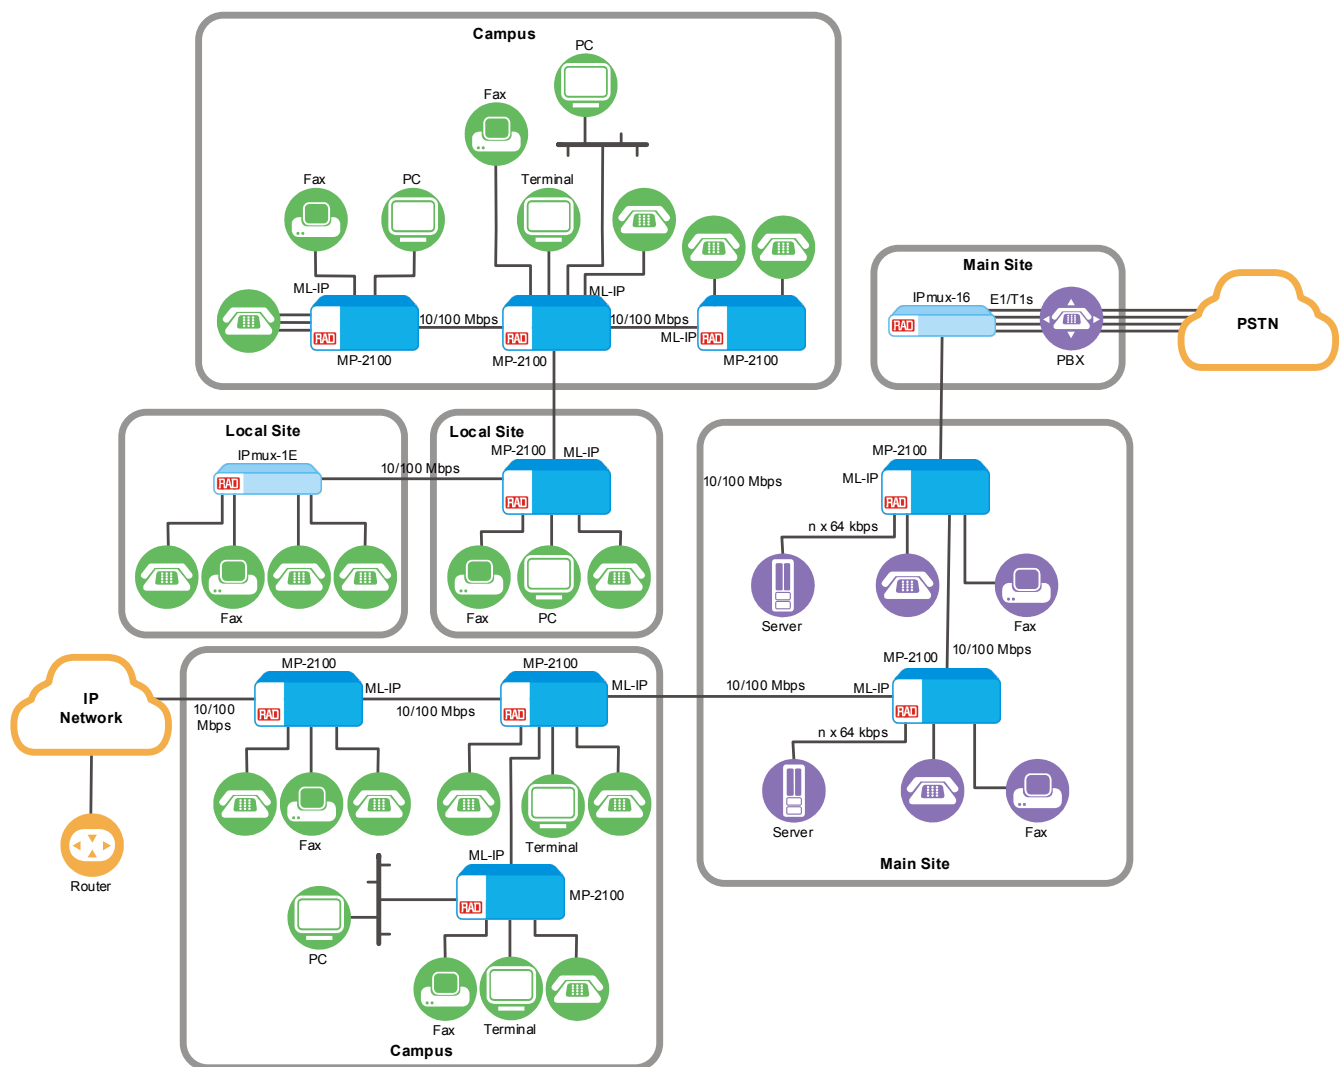 Campus
PC
Fax
Fax
PC
Terminal
ML-IP
ML-IP
10/100 Mbps
10/100 Mbps
ML-IP
RAD
RAD
RAD
MP-2100
MP-2100
MP-2100
Main Site
IPmux-16
E1/T1s
RAD
PBX
PSTN
Local Site
IPmux-1E
RAD
10/100 Mbps
Fax
Local Site
MP-2100
ML-IP
RAD
Fax
PC
MP-2100
ML-IP
10/100 Mbps
RAD
n x 64 kbps
Server
Fax
10/100 Mbps
MP-2100
ML-IP
RAD
n x 64 kbps
Server
Fax
Main Site
IP
Network
10/100
Mbps
Router
MP-2100
ML-IP
RAD
10/100 Mbps
MP-2100
ML-IP
RAD
10/100 Mbps
Fax
Terminal
ML-IP
MP-2100
RAD
PC
Fax
Terminal
Campus